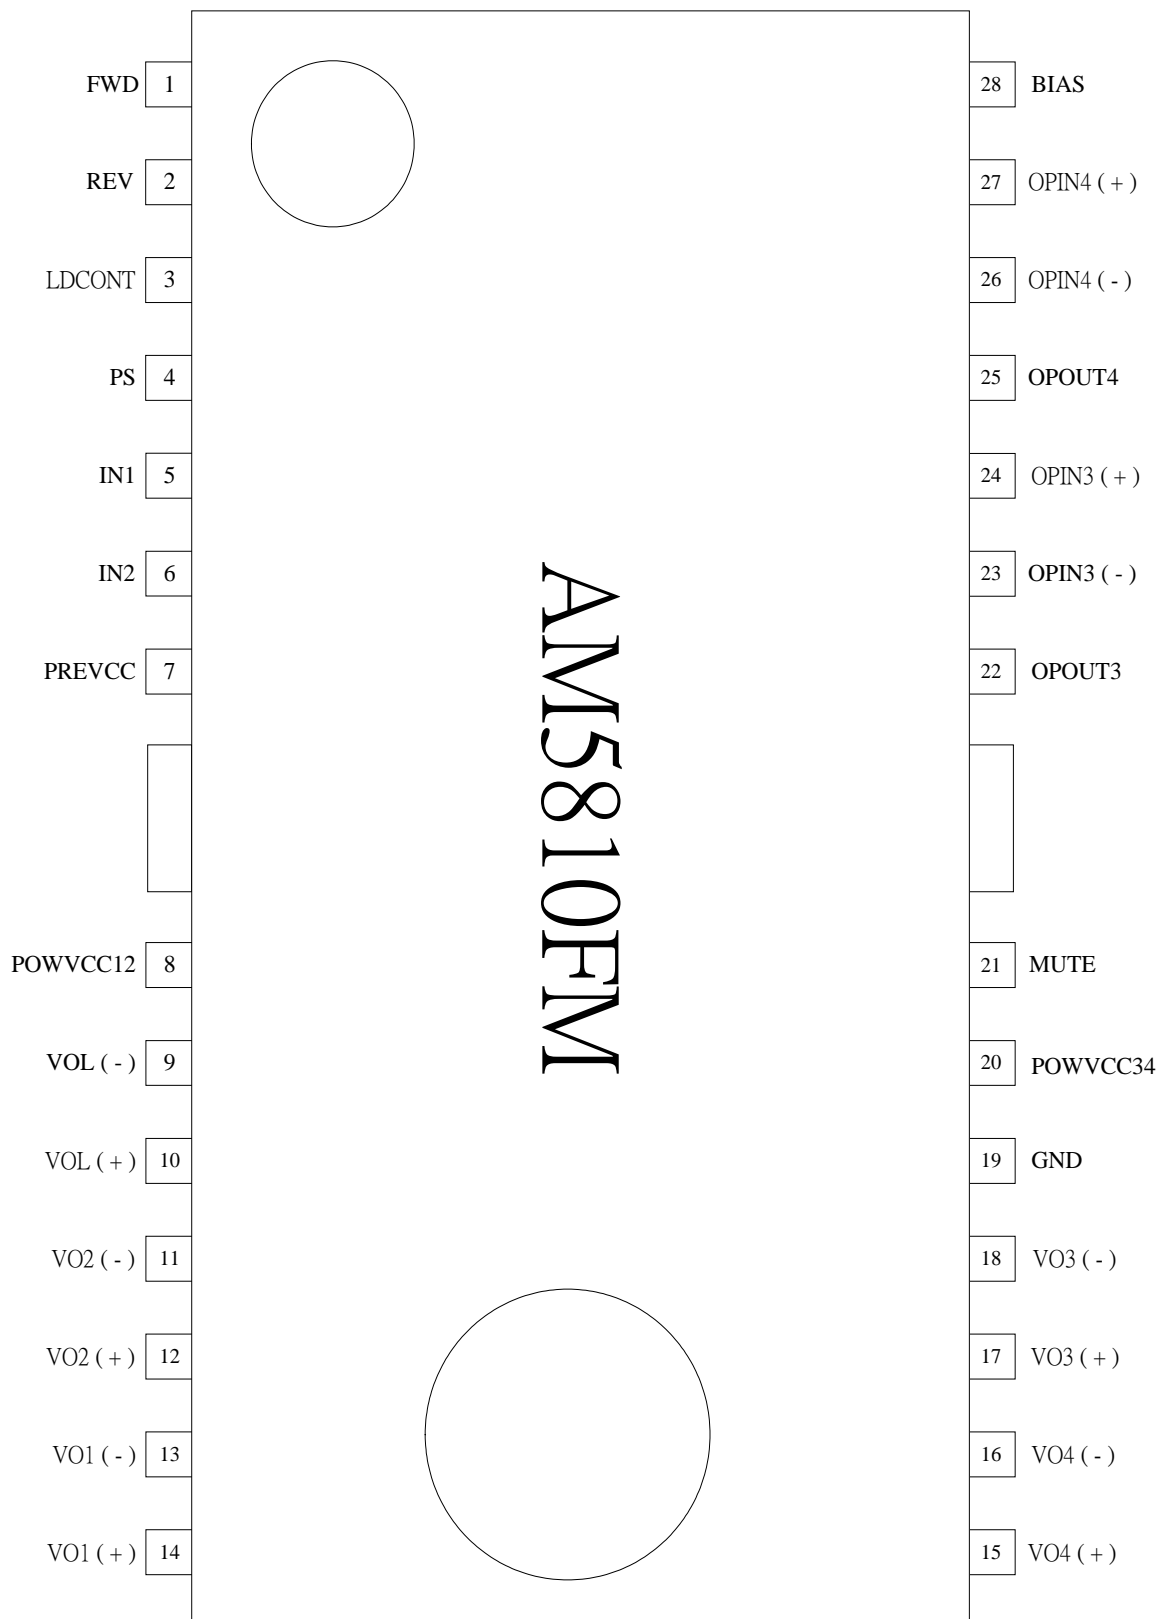 FWD 1 28 BIAS
REV 2 27 OPIN4 ( + )
LDCONT 3 26 OPIN4 ( - )
PS 4 25 OPOUT4
IN1 5 24 OPIN3 ( + )
IN2 6 23 OPIN3 ( - )
PREVCC 7 22 OPOUT3
AM5810FM
POWVCC12 8 21 MUTE
VOL ( - ) 9 20 POWVCC34
VOL ( + ) 10 19 GND
VO2 ( - ) 11 18 VO3 ( - )
VO2 ( + ) 12 17 VO3 ( + )
VO1 ( - ) 13 16 VO4 ( - )
VO1 ( + ) 14 15 VO4 ( + )